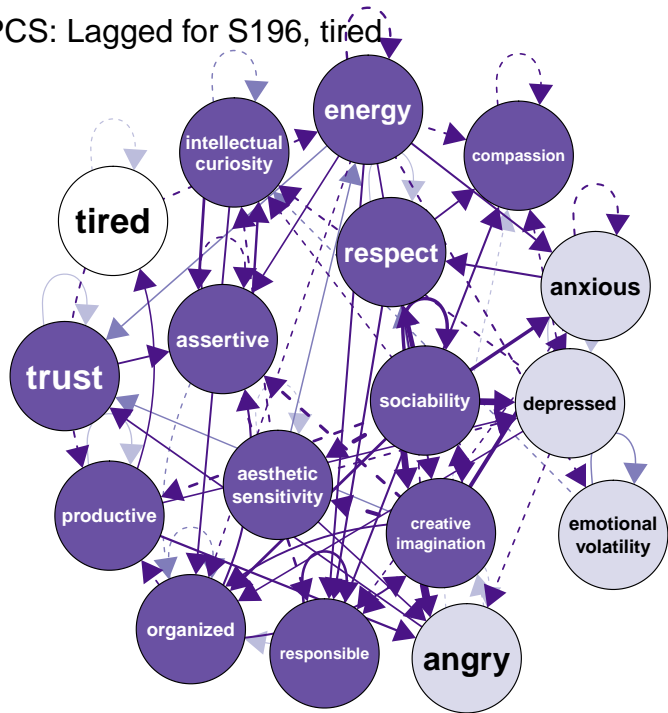 PCS: Lagged for S196, tired
energy
intellectual
curiosity
compassion
tired
respect
anxious
assertive
trust
sociability
depressed
aesthetic
sensitivity
productive
creative
imagination
emotional
volatility
organized
responsible
angry